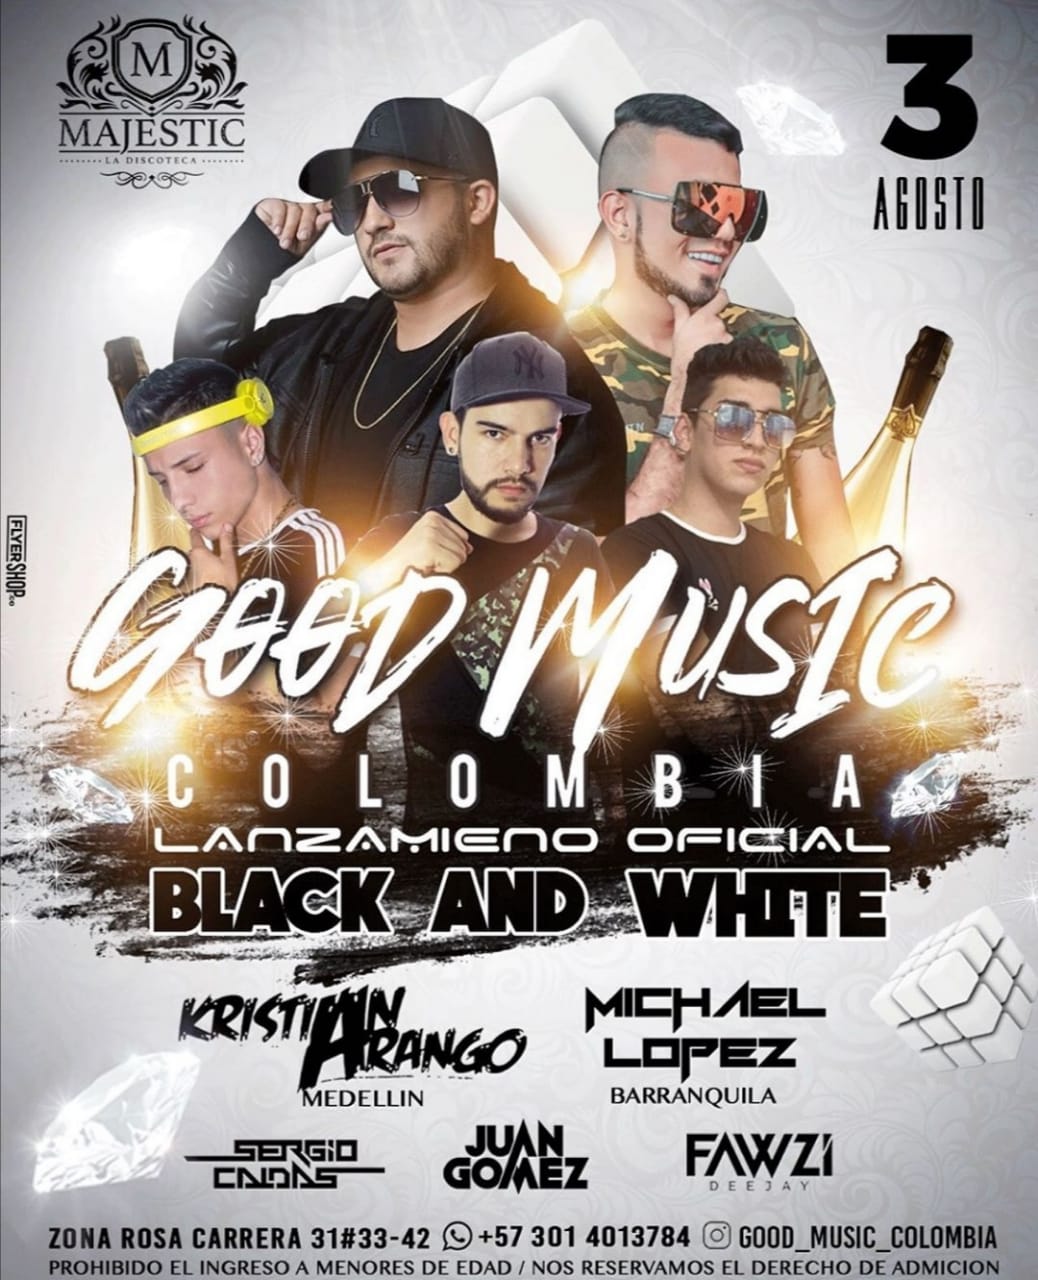 M
MAJESTIC
LA DISCOTECA
3
AGOSTO
NY
FLYERSHOP.co
GOOD MUSIC
COLOMBIA
LANZAMIENO OFICIAL
BLACK AND WHITE
KRISTIAN ARANGO
MEDELLIN
MICHAEL
LOPEZ
BARRANQUILA
SERGIO
CALDAS
JUAN
GOMEZ
FAWZI
DEEJAY
ZONA ROSA CARRERA 31#33-42 +57 301 4013784 GOOD_MUSIC_COLOMBIA
PROHIBIDO EL INGRESO A MENORES DE EDAD / NOS RESERVAMOS EL DERECHO DE ADMICION